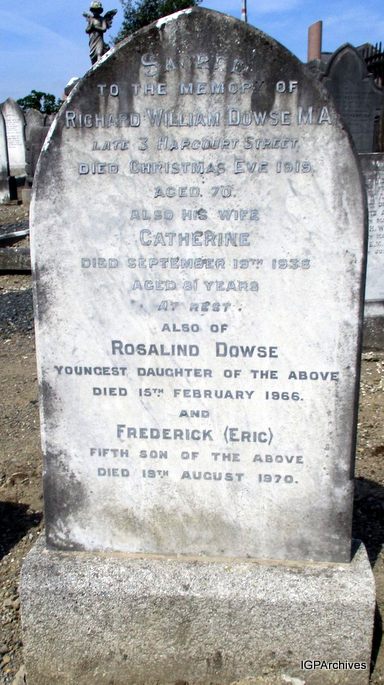 SACRED
TO THE MEMORY OF
RICHARD WILLIAM DOWSE M.A.
LATE 3 HARCOURT STREET
DIED CHRISTMAS EVE 1919.
AGED 70.
ALSO HIS WIFE
CATHERINE
DIED SEPTEMBER 19TH 1936
AGED 81 YEARS
AT REST
ALSO OF
ROSALIND DOWSE
YOUNGEST DAUGHTER OF THE ABOVE
DIED 15TH FEBRUARY 1966.
AND
FREDERICK (ERIC)
FIFTH SON OF THE ABOVE
DIED 19TH AUGUST 1970.
IGPArchives